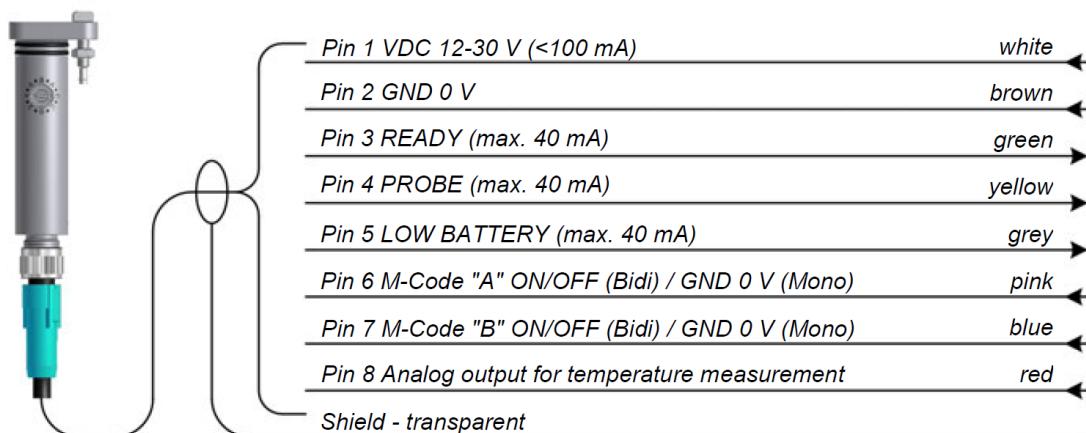 Pin 1 VDC 12-30 V (<100 mA) white
Pin 2 GND 0 V brown
Pin 3 READY (max. 40 mA) green
Pin 4 PROBE (max. 40 mA) yellow
Pin 5 LOW BATTERY (max. 40 mA) grey
Pin 6 M-Code "A" ON/OFF (Bidi) / GND 0 V (Mono) pink
Pin 7 M-Code "B" ON/OFF (Bidi) / GND 0 V (Mono) blue
Pin 8 Analog output for temperature measurement red
Shield - transparent